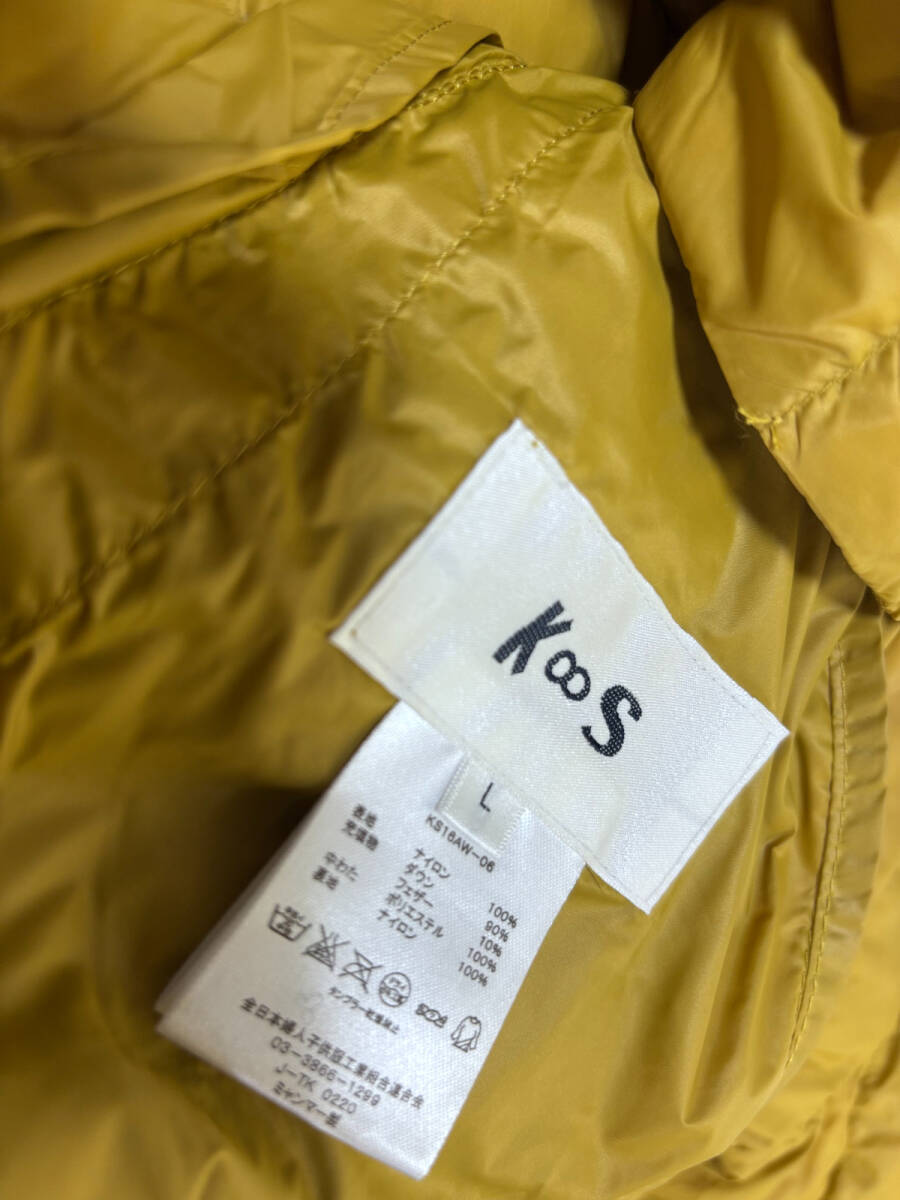 K∞S
L
KS16AW-06
表地 ナイロン 100%
充填物 ダウン 90%
フェザー 10%
中わた ポリエステル 100%
裏地 ナイロン 100%
タンブラー乾燥禁止
全日本婦人子供服工業組合連合会
03-3866-1299
J-TK 0220
ミャンマー製